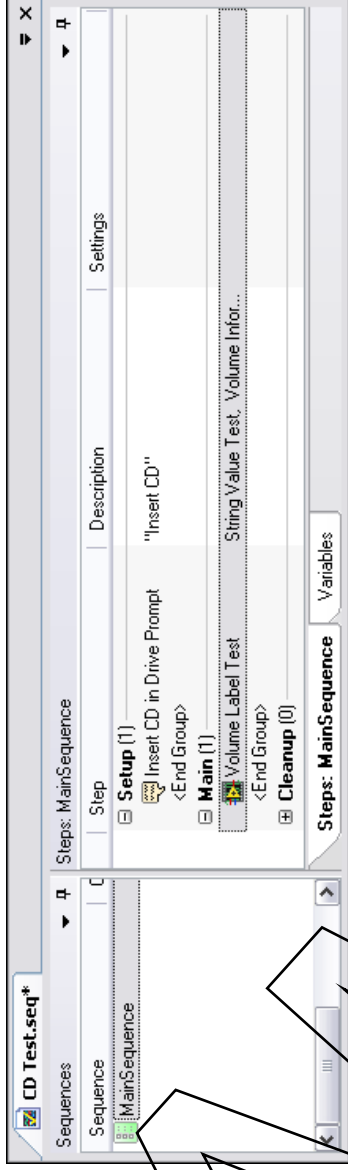 CD Test.seq*
Sequences
Sequence
MainSequence
Steps: MainSequence
Step Description Settings
Setup (1)
Insert CD in Drive Prompt "Insert CD"
<End Group>
Main (1)
Volume Label Test String Value Test, Volume Infor...
<End Group>
Cleanup (0)
Steps: MainSequence Variables